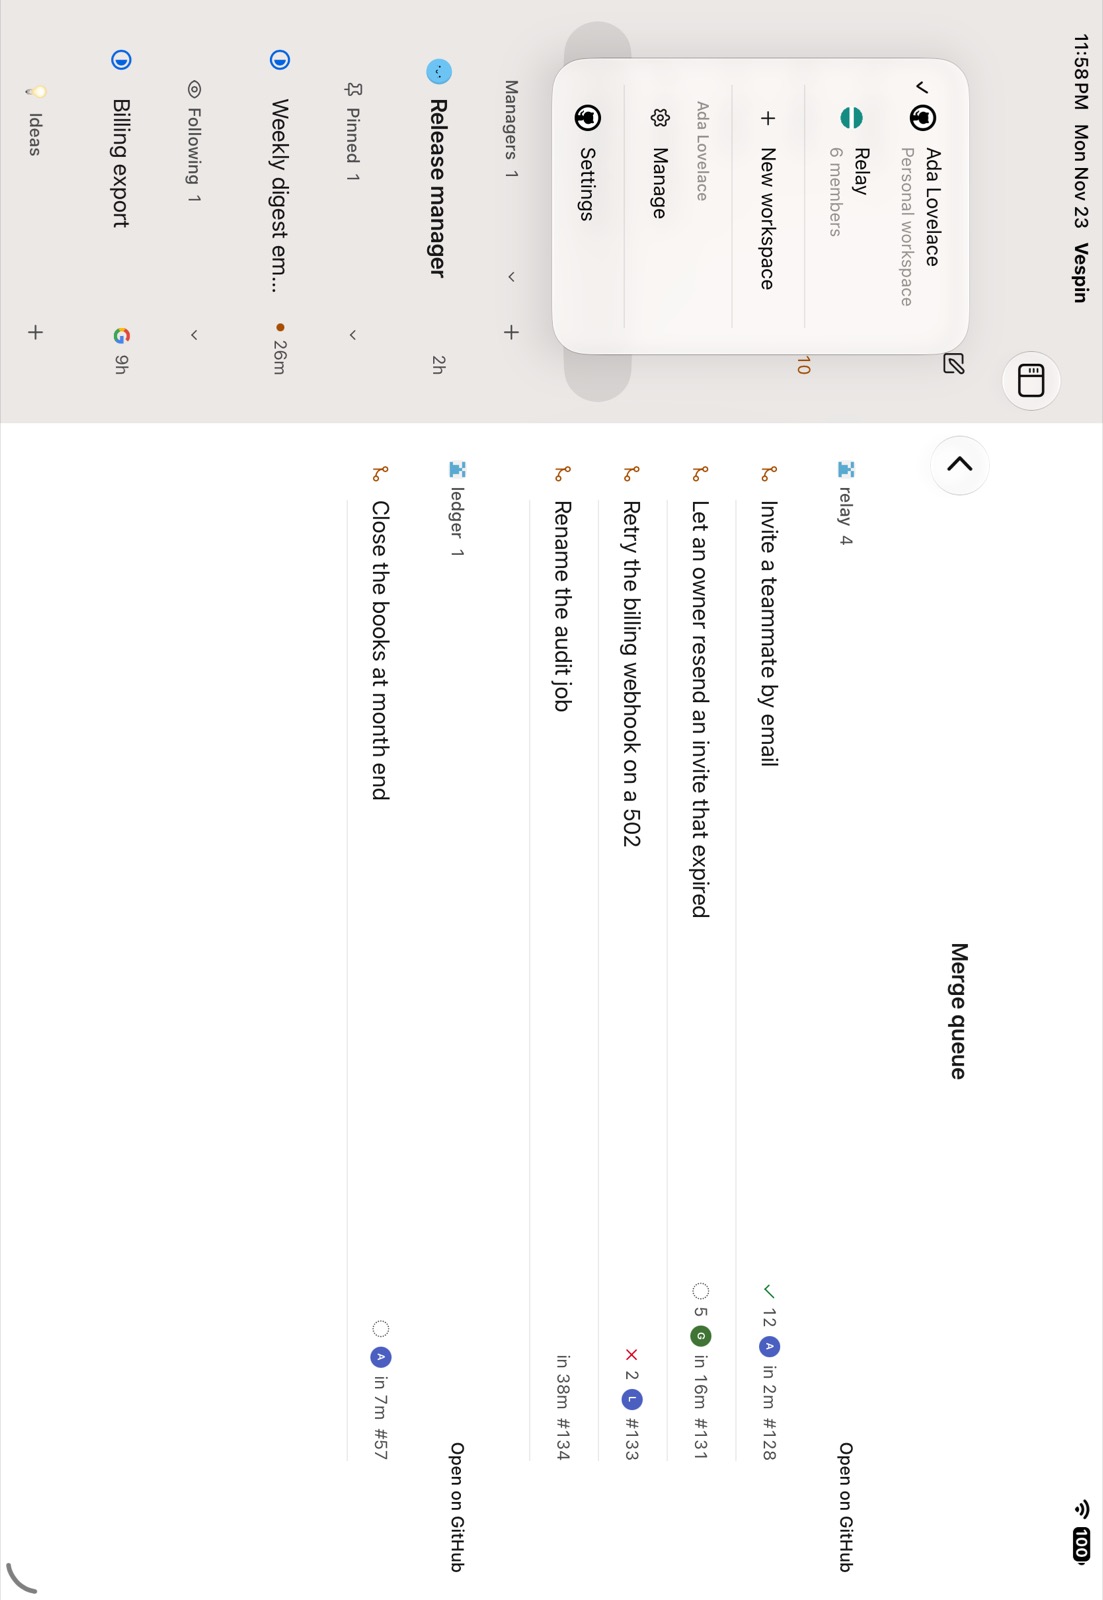 11:58 PM Mon Nov 23 Vespin
100
Ada Lovelace
Personal workspace
Relay
6 members
10
New workspace
Ada Lovelace
Manage
Settings
Managers 1
Release manager 2h
Pinned 1
Weekly digest em... 26m
Following 1
Billing export 9h
Ideas
Merge queue
relay 4 Open on GitHub
Invite a teammate by email 12 A in 2m #128
Let an owner resend an invite that expired 5 G in 16m #131
Retry the billing webhook on a 502 2 L #133
Rename the audit job in 38m #134
ledger 1 Open on GitHub
Close the books at month end A in 7m #57